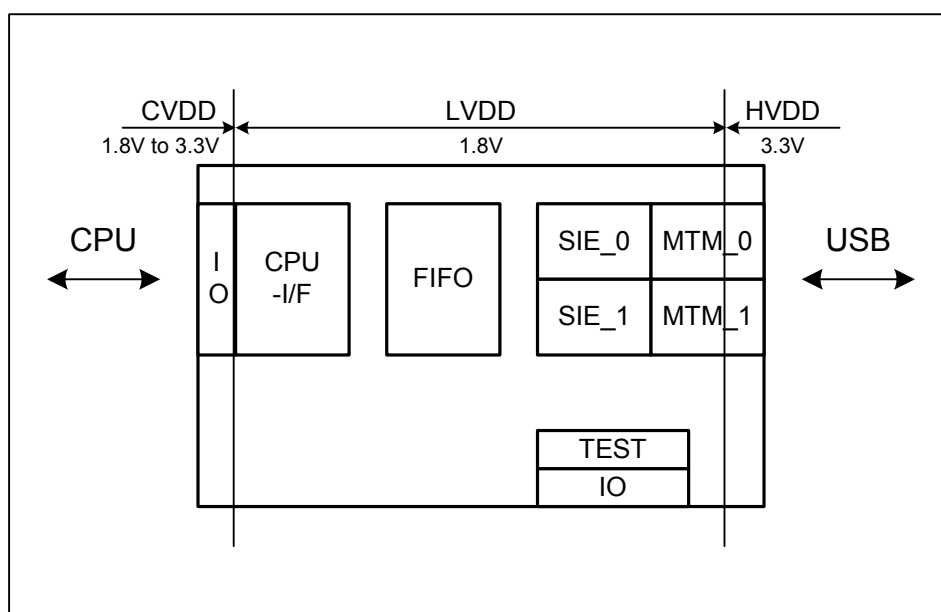 CVDD LVDD HVDD
1.8V to 3.3V 1.8V 3.3V
CPU
I
O
CPU
-I/F
FIFO
SIE_0 MTM_0
SIE_1 MTM_1
USB
TEST
IO